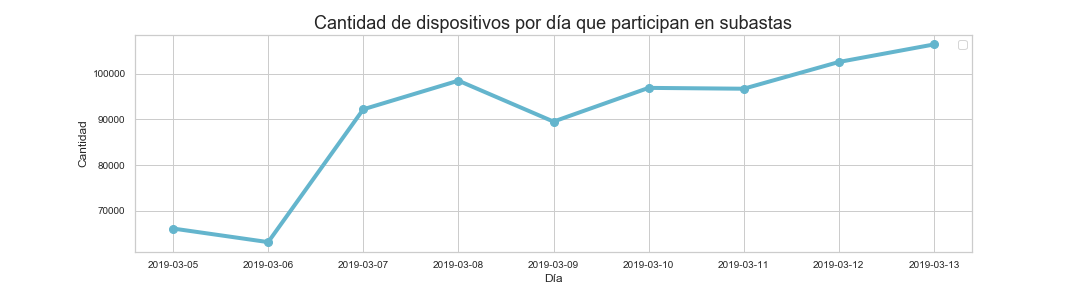 Cantidad de dispositivos por día que participan en subastas
Cantidad
100000
90000
80000
70000
2019-03-05 2019-03-06 2019-03-07 2019-03-08 2019-03-09 2019-03-10 2019-03-11 2019-03-12 2019-03-13
Día